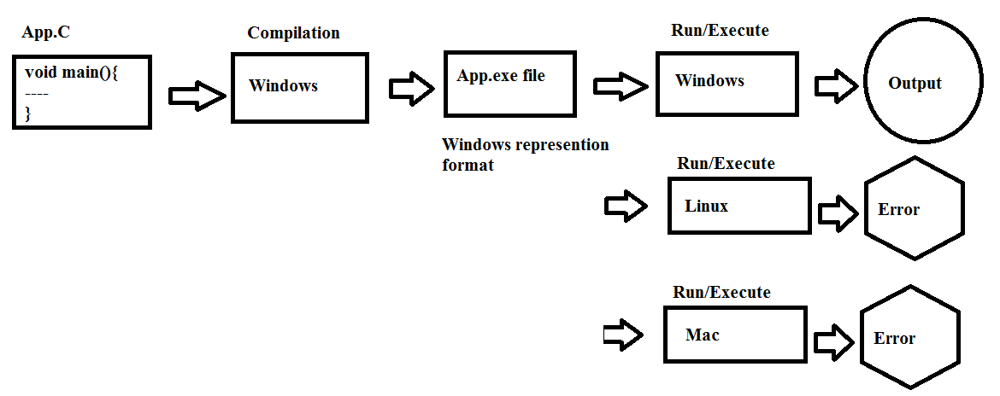 App.C
void main(){
----
}
Compilation
Windows
App.exe file
Windows represention
format
Run/Execute
Windows
Output
Run/Execute
Linux
Error
Run/Execute
Mac
Error